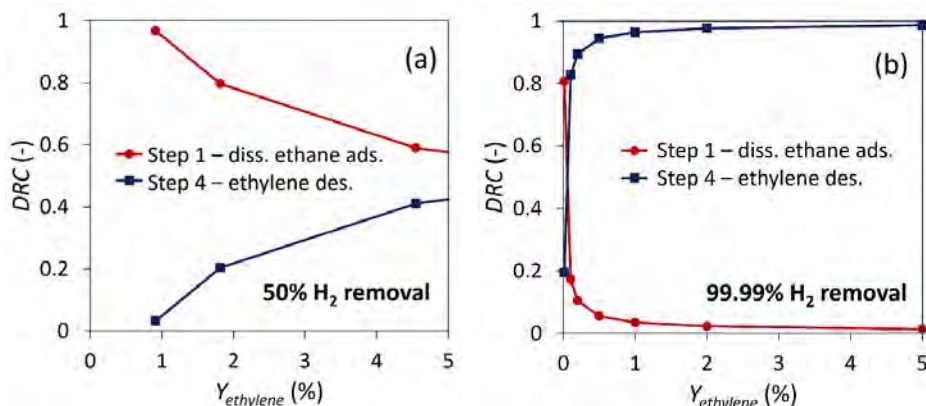 1
0.8
0.6
0.4
0.2
0
DRC (-)
(a)
Step 1 – diss. ethane ads.
Step 4 – ethylene des.
50% H₂ removal
0 1 2 3 4 5
Y_ethylene (%)
1
0.8
0.6
0.4
0.2
0
DRC (-)
(b)
Step 1 – diss. ethane ads.
Step 4 – ethylene des.
99.99% H₂ removal
0 1 2 3 4 5
Y_ethylene (%)